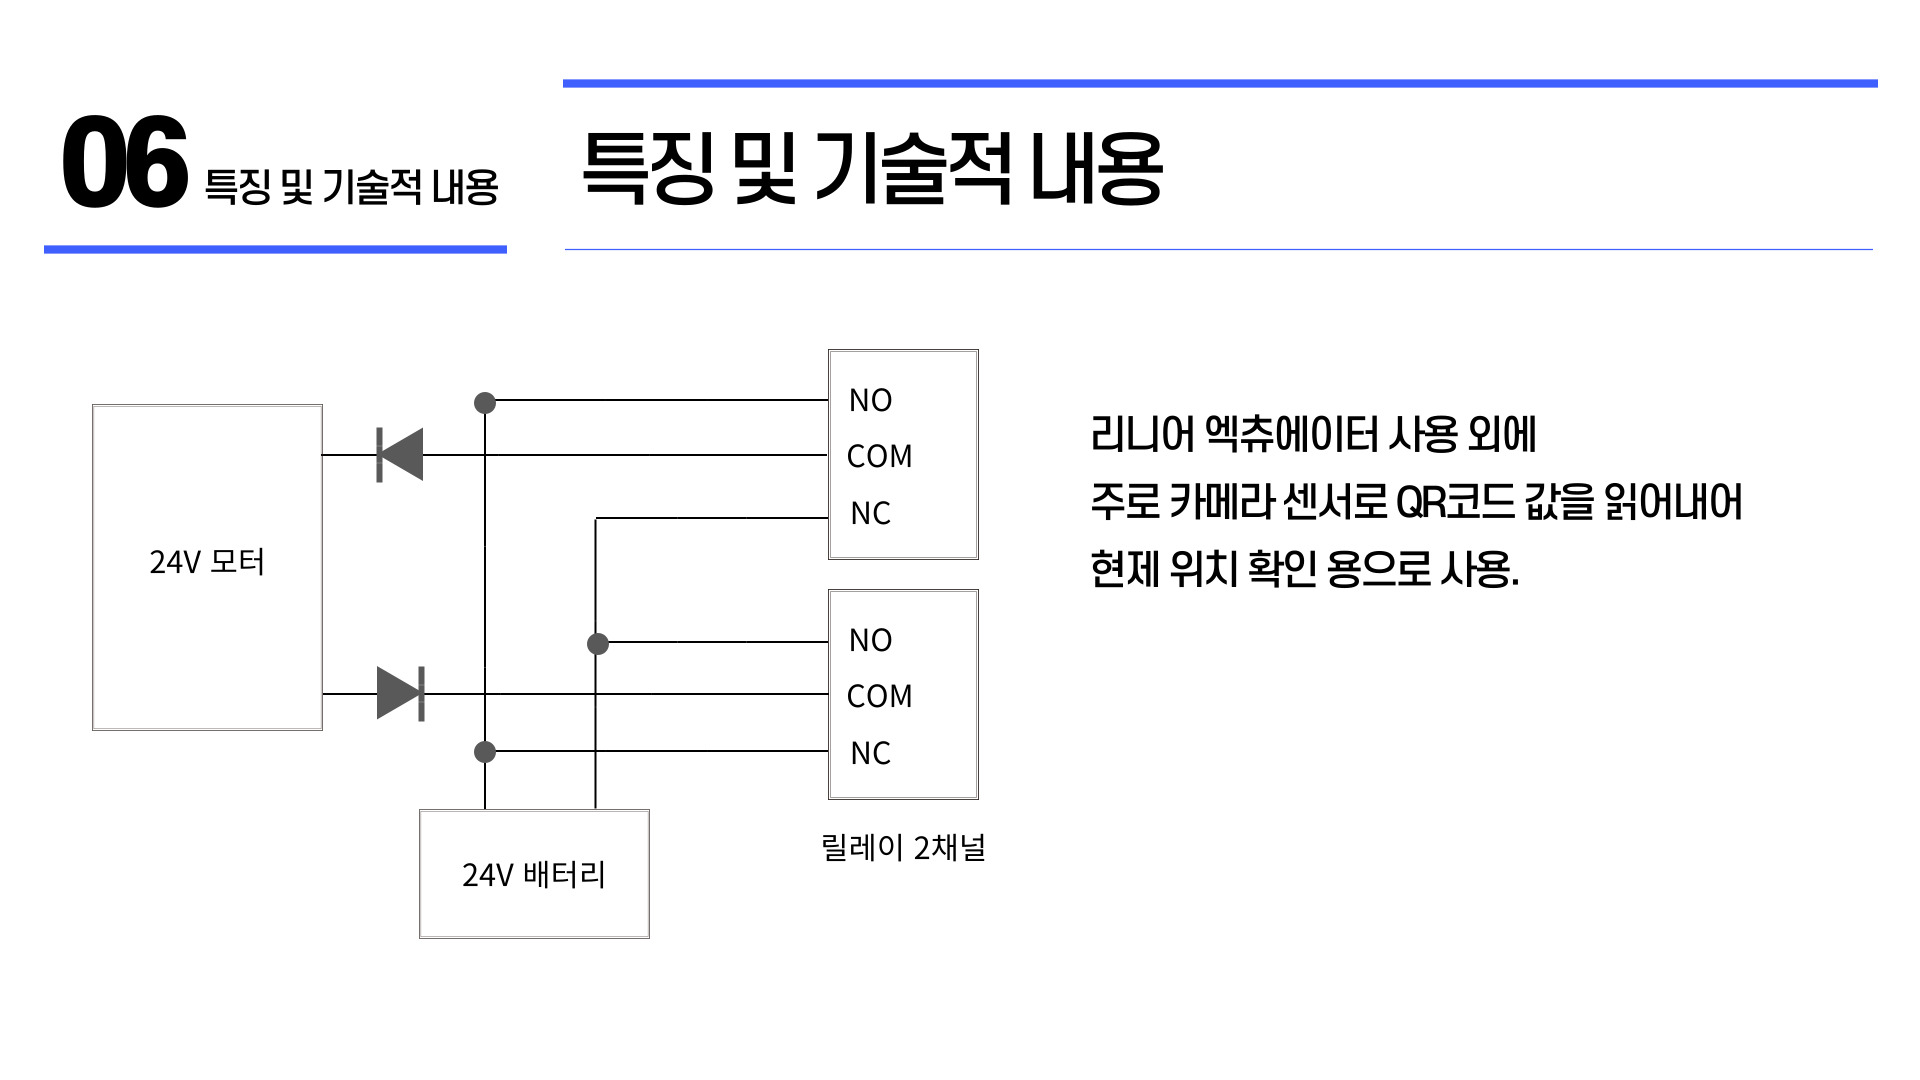 06 특징 및 기술적 내용
특징 및 기술적 내용
24V 모터
NO
COM
NC
NO
COM
NC
릴레이 2채널
24V 배터리
리니어 엑츄에이터 사용 외에
주로 카메라 센서로 QR코드 값을 읽어내어
현제 위치 확인 용으로 사용.